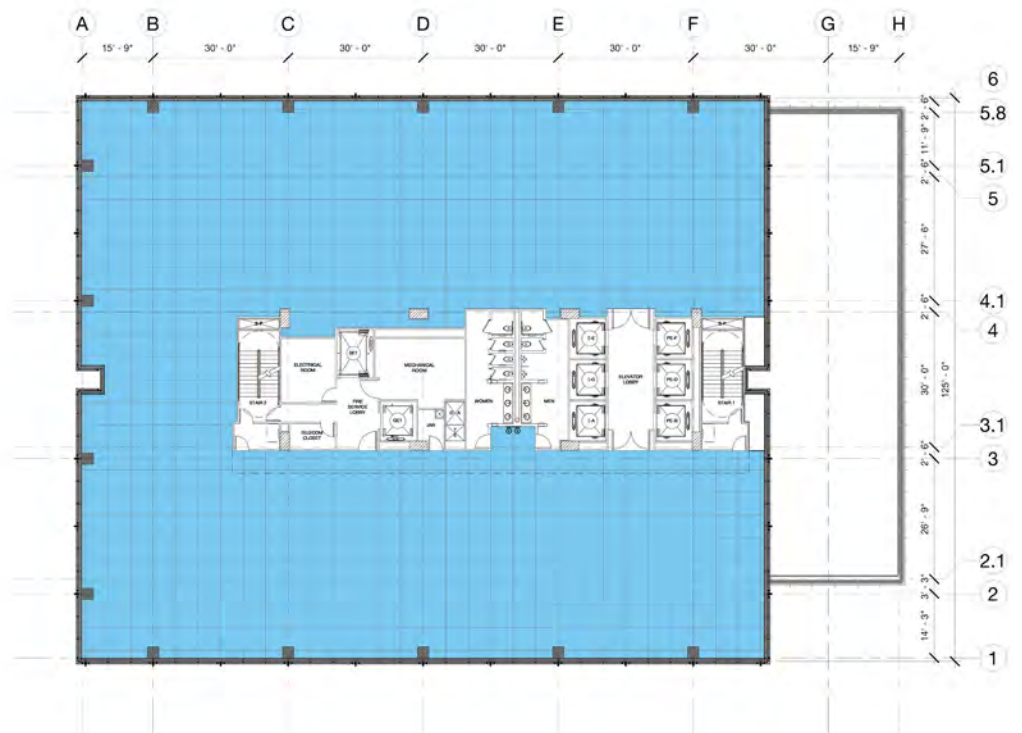 A B C D E F G H
15' - 9" 30' - 0" 30' - 0" 30' - 0" 30' - 0" 30' - 0" 15' - 9"
6
2' - 6"
5.8
11' - 9"
5.1
2' - 6"
5
27' - 6"
4.1
2' - 6"
4
30' - 0"
125' - 0"
3.1
2' - 6"
3
26' - 9"
2.1
3' - 3"
2
14' - 3"
1
ELECTRICAL
ROOM
MECHANICAL
ROOM
STAIR 2
FIRE
SERVICE
LOBBY
TELECOM
CLOSET
JAN
WOMEN
MEN
ELEVATOR
LOBBY
STAIR 1